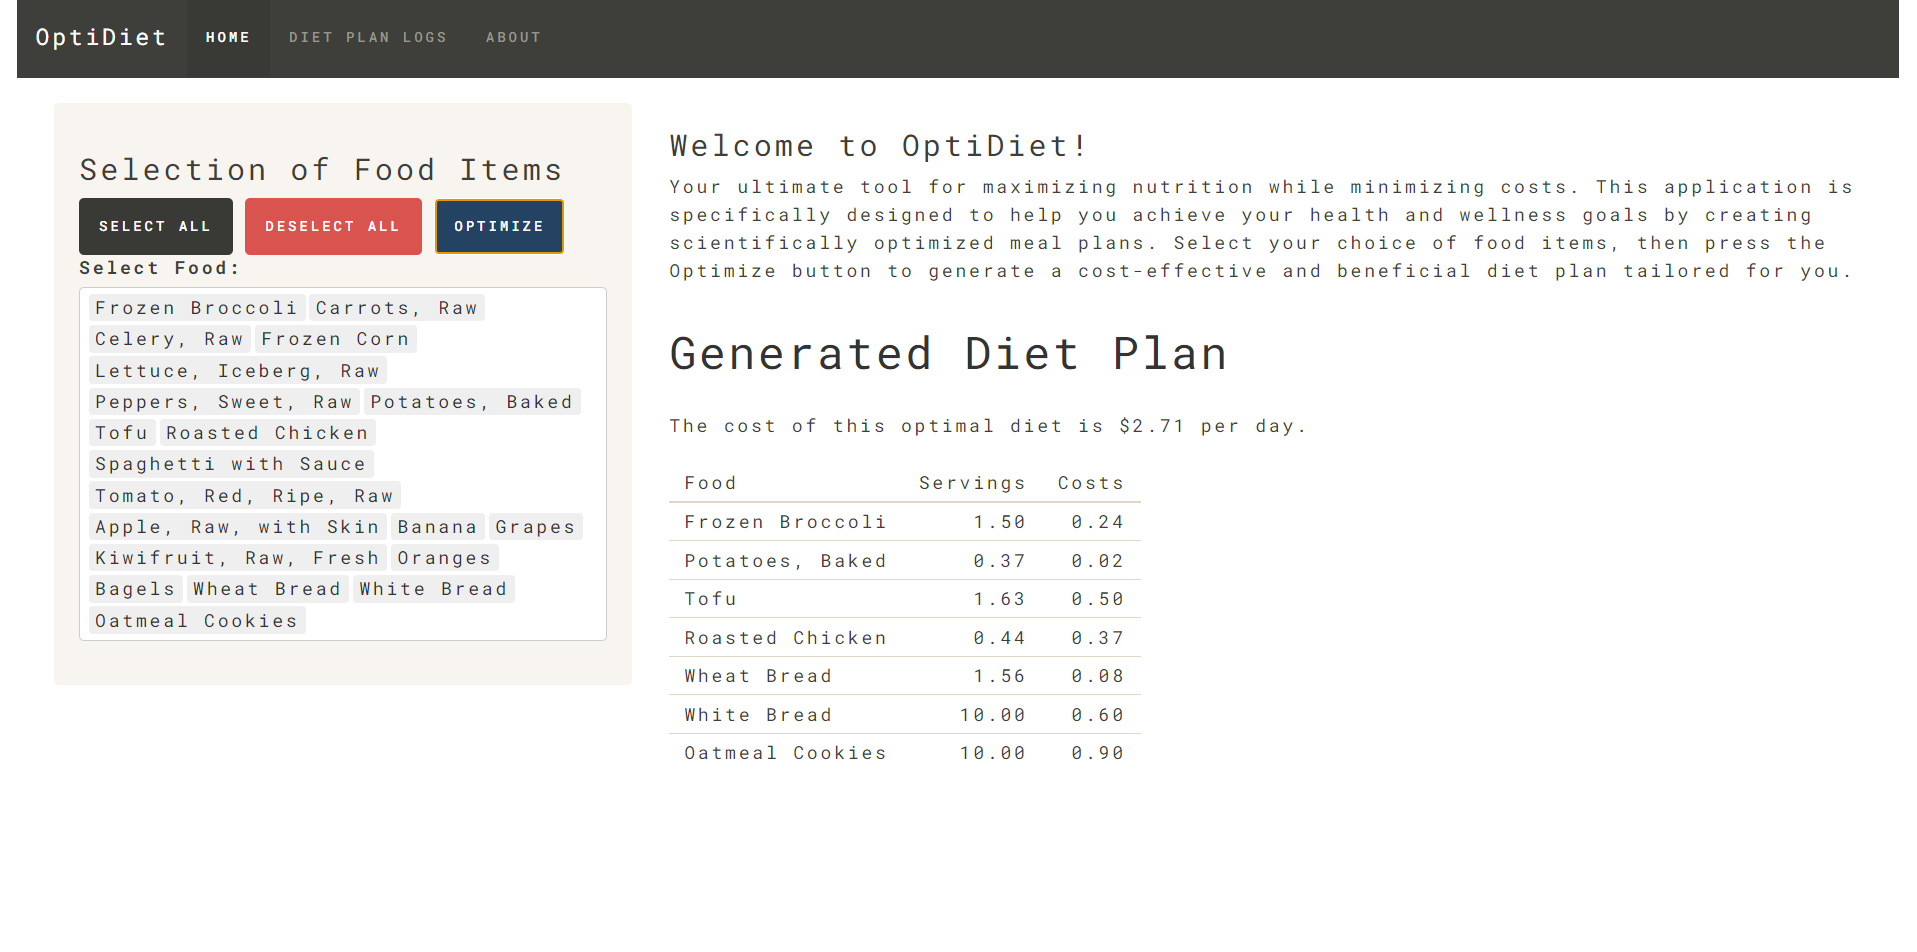 OptiDiet HOME DIET PLAN LOGS ABOUT
Selection of Food Items
SELECT ALL DESELECT ALL OPTIMIZE
Select Food:
Frozen Broccoli Carrots, Raw
Celery, Raw Frozen Corn
Lettuce, Iceberg, Raw
Peppers, Sweet, Raw Potatoes, Baked
Tofu Roasted Chicken
Spaghetti with Sauce
Tomato, Red, Ripe, Raw
Apple, Raw, with Skin Banana Grapes
Kiwifruit, Raw, Fresh Oranges
Bagels Wheat Bread White Bread
Oatmeal Cookies
Welcome to OptiDiet!
Your ultimate tool for maximizing nutrition while minimizing costs. This application is
specifically designed to help you achieve your health and wellness goals by creating
scientifically optimized meal plans. Select your choice of food items, then press the
Optimize button to generate a cost-effective and beneficial diet plan tailored for you.
Generated Diet Plan
The cost of this optimal diet is $2.71 per day.
Food Servings Costs
Frozen Broccoli 1.50 0.24
Potatoes, Baked 0.37 0.02
Tofu 1.63 0.50
Roasted Chicken 0.44 0.37
Wheat Bread 1.56 0.08
White Bread 10.00 0.60
Oatmeal Cookies 10.00 0.90